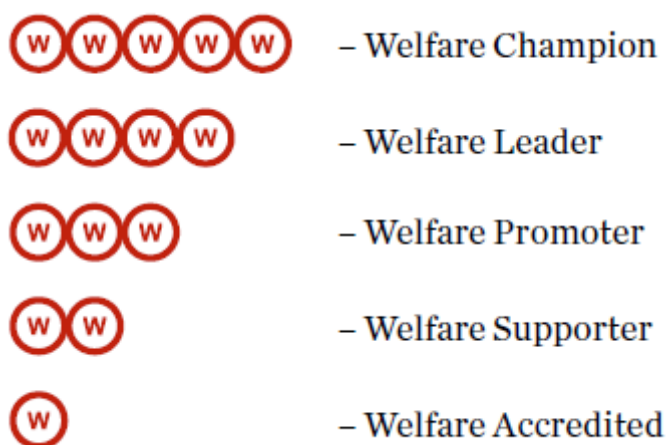 W W W W W – Welfare Champion
W W W W – Welfare Leader
W W W – Welfare Promoter
W W – Welfare Supporter
W – Welfare Accredited